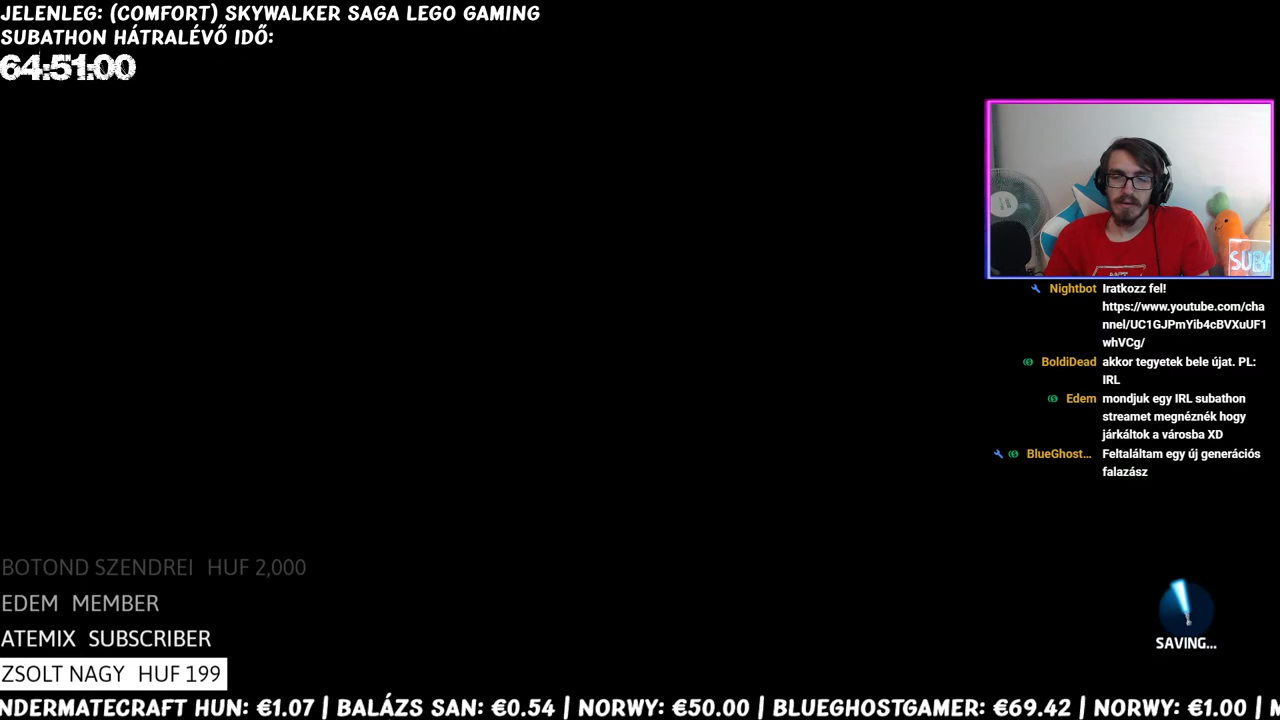 JELENLEG: (COMFORT) SKYWALKER SAGA LEGO GAMING
SUBATHON HÁTRALÉVŐ IDŐ:
64:51:00
Nightbot Iratkozz fel!
https://www.youtube.com/cha
nnel/UC1GJPmYib4cBVXuUF1
whVCg/
BoldiDead akkor tegyetek bele újat. PL:
IRL
Edem mondjuk egy IRL subathon
streamet megnéznék hogy
járkáltok a városba XD
BlueGhost... Feltaláltam egy új generációs
falazász
BOTOND SZENDREI HUF 2,000
EDEM MEMBER
ATEMIX SUBSCRIBER
ZSOLT NAGY HUF 199
SAVING...
NDERMATECRAFT HUN: €1.07 | BALÁZS SAN: €0.54 | NORWY: €50.00 | BLUEGHOSTGAMER: €69.42 | NORWY: €1.00 |